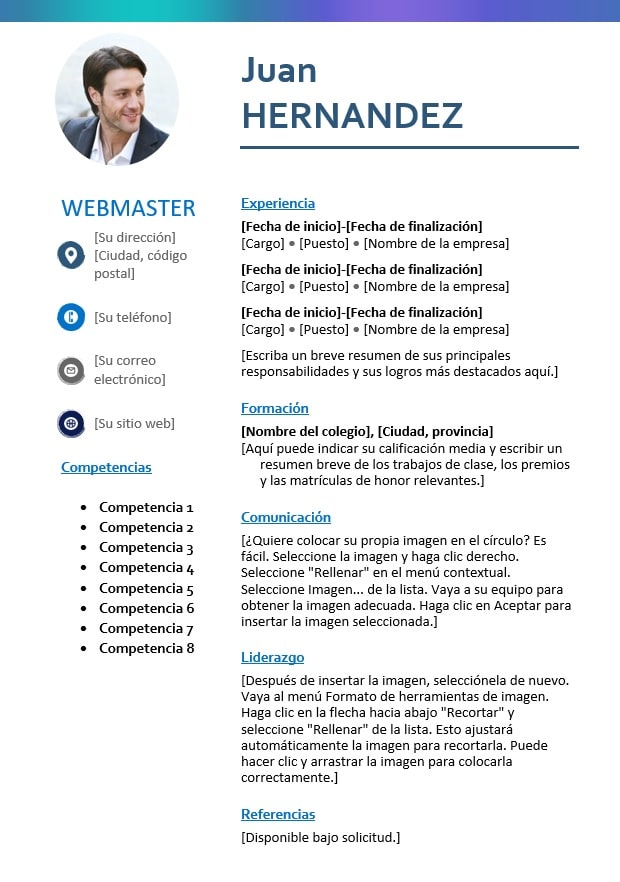 Juan
HERNANDEZ
WEBMASTER
[Su dirección]
[Ciudad, código
postal]
[Su teléfono]
[Su correo
electrónico]
[Su sitio web]
Competencias
• Competencia 1
• Competencia 2
• Competencia 3
• Competencia 4
• Competencia 5
• Competencia 6
• Competencia 7
• Competencia 8
Experiencia
[Fecha de inicio]-[Fecha de finalización]
[Cargo] • [Puesto] • [Nombre de la empresa]
[Fecha de inicio]-[Fecha de finalización]
[Cargo] • [Puesto] • [Nombre de la empresa]
[Fecha de inicio]-[Fecha de finalización]
[Cargo] • [Puesto] • [Nombre de la empresa]
[Escriba un breve resumen de sus principales
responsabilidades y sus logros más destacados aquí.]
Formación
[Nombre del colegio], [Ciudad, provincia]
[Aquí puede indicar su calificación media y escribir un
resumen breve de los trabajos de clase, los premios
y las matrículas de honor relevantes.]
Comunicación
[¿Quiere colocar su propia imagen en el círculo? Es
fácil. Seleccione la imagen y haga clic derecho.
Seleccione "Rellenar" en el menú contextual.
Seleccione Imagen... de la lista. Vaya a su equipo para
obtener la imagen adecuada. Haga clic en Aceptar para
insertar la imagen seleccionada.]
Liderazgo
[Después de insertar la imagen, selecciónela de nuevo.
Vaya al menú Formato de herramientas de imagen.
Haga clic en la flecha hacia abajo "Recortar" y
seleccione "Rellenar" de la lista. Esto ajustará
automáticamente la imagen para recortarla. Puede
hacer clic y arrastrar la imagen para colocarla
correctamente.]
Referencias
[Disponible bajo solicitud.]